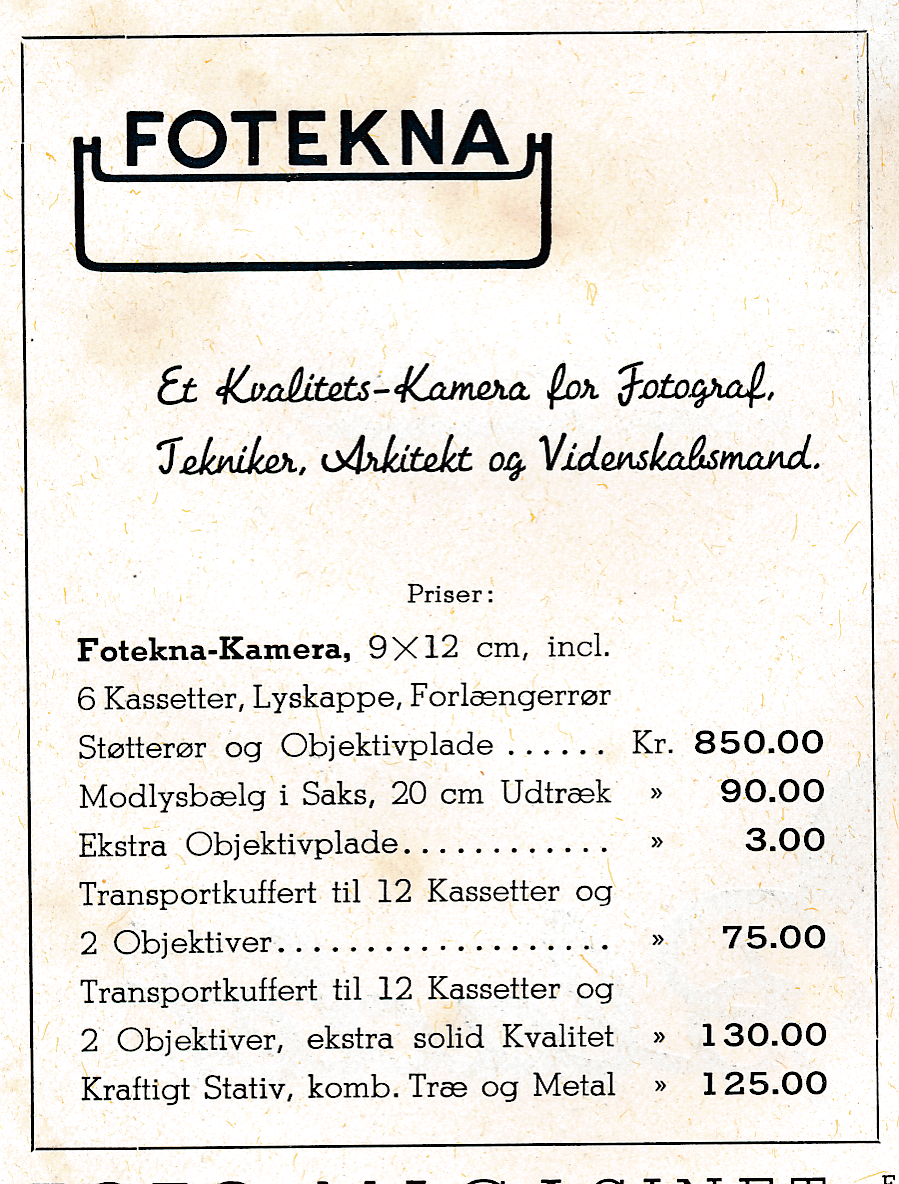 FOTEKNA
Et Kvalitets-Kamera for Fotograf,
Tekniker, Arkitekt og Videnskabsmand.
Priser:
Fotekna-Kamera, 9×12 cm, incl.
6 Kassetter, Lyskappe, Forlængerrør
Støtterør og Objektivplade ...... Kr. 850.00
Modlysbælg i Saks, 20 cm Udtræk » 90.00
Ekstra Objektivplade............ » 3.00
Transportkuffert til 12 Kassetter og
2 Objektiver................... » 75.00
Transportkuffert til 12 Kassetter og
2 Objektiver, ekstra solid Kvalitet » 130.00
Kraftigt Stativ, komb. Træ og Metal » 125.00